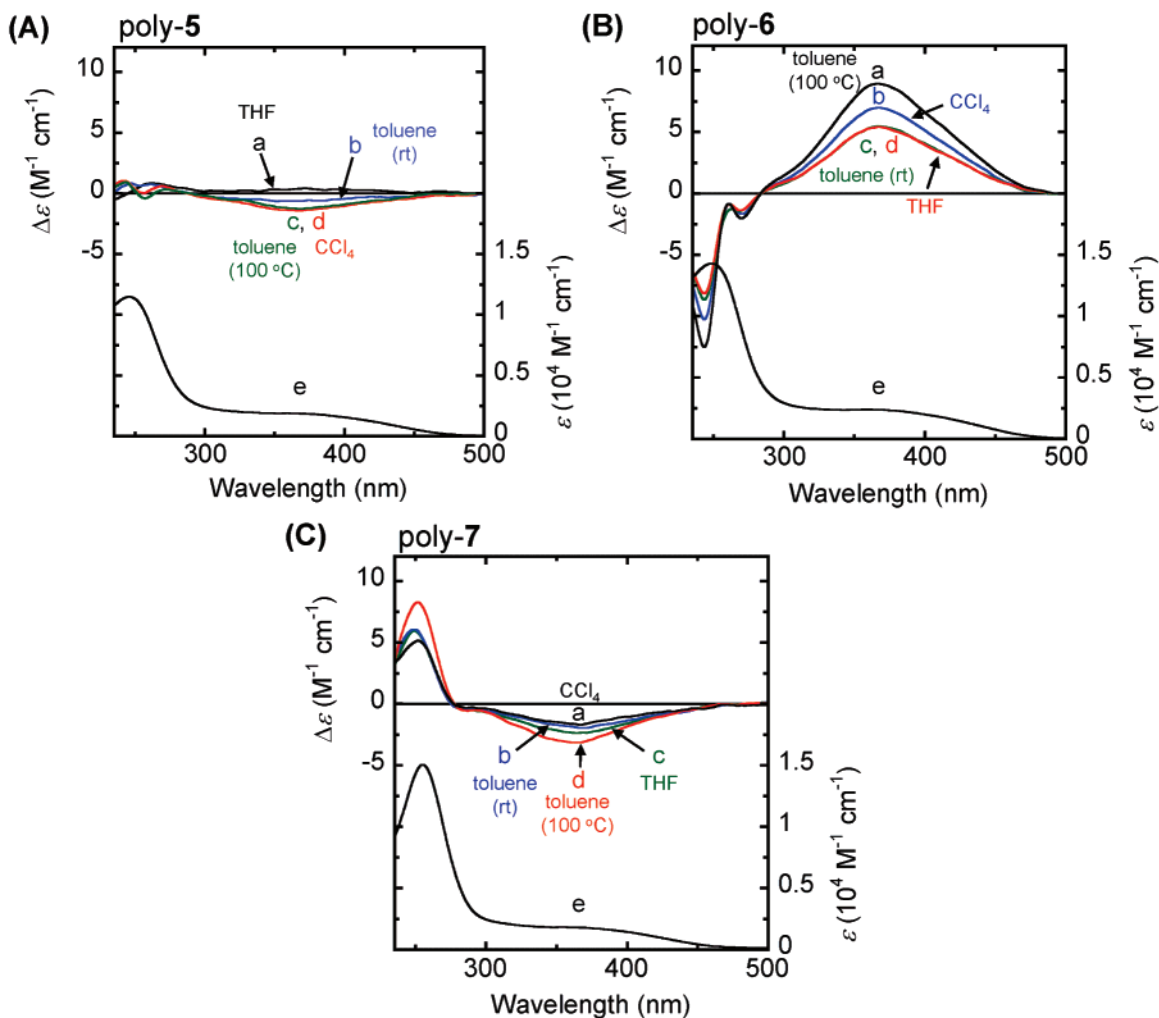 (A) poly-5
10
5
0
-5
Δε (M⁻¹ cm⁻¹)
THF
a
b toluene
(rt)
c, d
toluene CCl₄
(100 °C)
1.5
1
0.5
0
ε (10⁴ M⁻¹ cm⁻¹)
e
300 400 500
Wavelength (nm)
(B) poly-6
10
5
0
-5
Δε (M⁻¹ cm⁻¹)
toluene
(100 °C)
a
b
CCl₄
c, d
toluene (rt)
THF
1.5
1
0.5
0
ε (10⁴ M⁻¹ cm⁻¹)
e
300 400 500
Wavelength (nm)
(C) poly-7
10
5
0
-5
Δε (M⁻¹ cm⁻¹)
CCl₄
a
b
toluene
(rt)
d
toluene
(100 °C)
c
THF
1.5
1
0.5
0
ε (10⁴ M⁻¹ cm⁻¹)
e
300 400 500
Wavelength (nm)